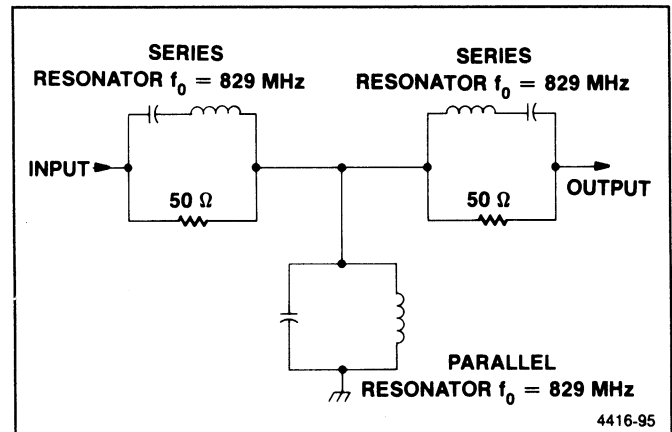 SERIES
RESONATOR f₀ = 829 MHz
SERIES
RESONATOR f₀ = 829 MHz
INPUT
50 Ω
50 Ω
OUTPUT
PARALLEL
RESONATOR f₀ = 829 MHz
4416-95